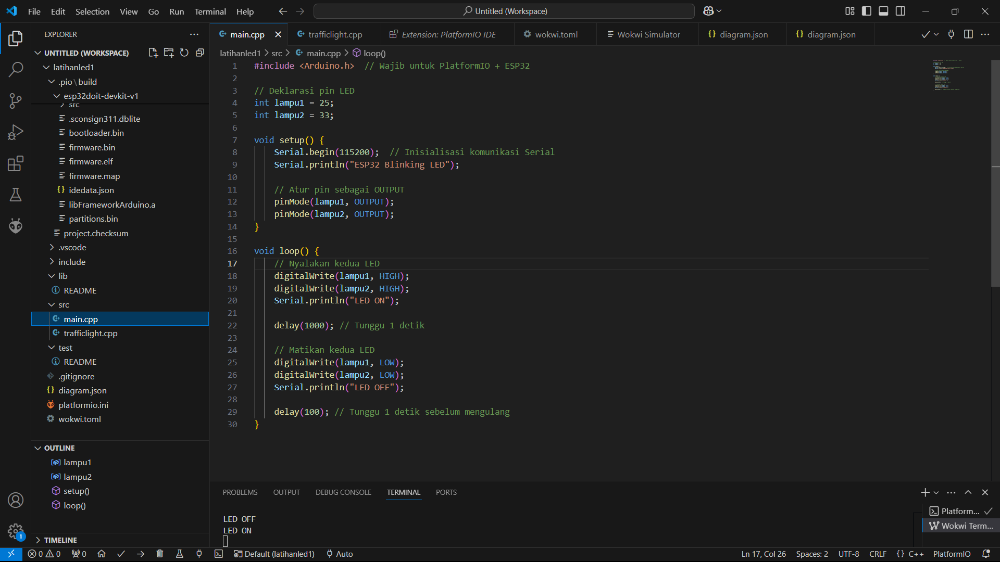 File Edit Selection View Go Run Terminal Help
Untitled (Workspace)
EXPLORER
UNTITLED (WORKSPACE)
latihanled1
.pio\build
esp32doit-devkit-v1
src
.sconsign311.dblite
bootloader.bin
firmware.bin
firmware.elf
firmware.map
idedata.json
libFrameworkArduino.a
partitions.bin
project.checksum
.vscode
include
lib
README
src
main.cpp
trafficlight.cpp
test
README
.gitignore
diagram.json
platformio.ini
wokwi.toml
OUTLINE
lampu1
lampu2
setup()
loop()
TIMELINE
main.cpp trafficlight.cpp Extension: PlatformIO IDE wokwi.toml Wokwi Simulator diagram.json diagram.json
latihanled1 > src > main.cpp > loop()
1 #include <Arduino.h>  // Wajib untuk PlatformIO + ESP32
2
3 // Deklarasi pin LED
4 int lampu1 = 25;
5 int lampu2 = 33;
6
7 void setup() {
8     Serial.begin(115200);  // Inisialisasi komunikasi Serial
9     Serial.println("ESP32 Blinking LED");
10
11     // Atur pin sebagai OUTPUT
12     pinMode(lampu1, OUTPUT);
13     pinMode(lampu2, OUTPUT);
14 }
15
16 void loop() {
17     // Nyalakan kedua LED
18     digitalWrite(lampu1, HIGH);
19     digitalWrite(lampu2, HIGH);
20     Serial.println("LED ON");
21
22     delay(1000); // Tunggu 1 detik
23
24     // Matikan kedua LED
25     digitalWrite(lampu1, LOW);
26     digitalWrite(lampu2, LOW);
27     Serial.println("LED OFF");
28
29     delay(100); // Tunggu 1 detik sebelum mengulang
30 }
PROBLEMS OUTPUT DEBUG CONSOLE TERMINAL PORTS
LED OFF
LED ON
Platform...
Wokwi Term...
1
0 0 0 Default (latihanled1) Auto Ln 17, Col 26 Spaces: 2 UTF-8 CRLF {} C++ PlatformIO